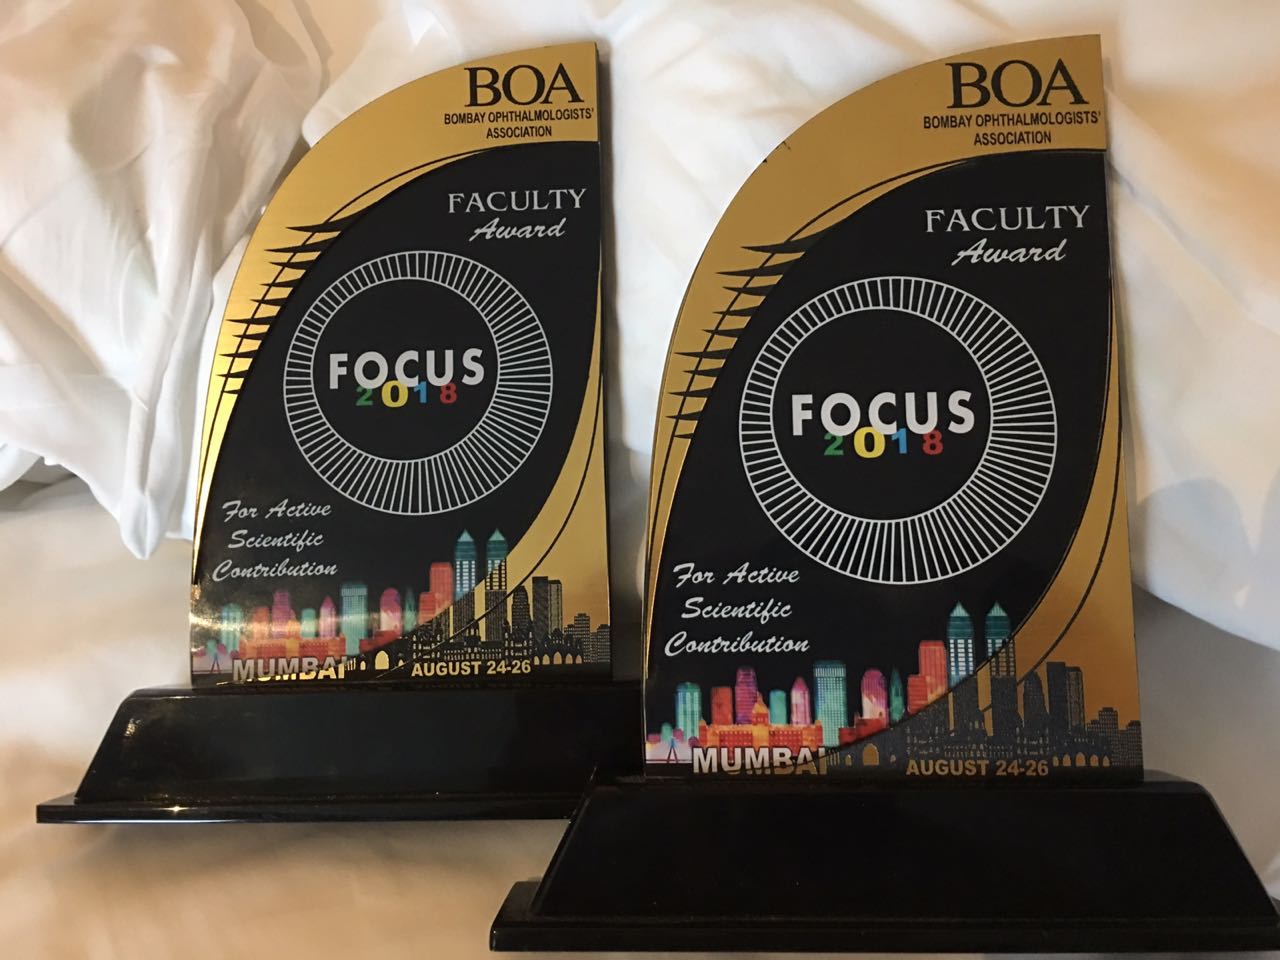 BOA
BOMBAY OPHTHALMOLOGISTS'
ASSOCIATION
FACULTY
Award
FOCUS
2018
For Active
Scientific
Contribution
MUMBAI
AUGUST 24-26
BOA
BOMBAY OPHTHALMOLOGISTS'
ASSOCIATION
FACULTY
Award
FOCUS
2018
For Active
Scientific
Contribution
MUMBAI
AUGUST 24-26